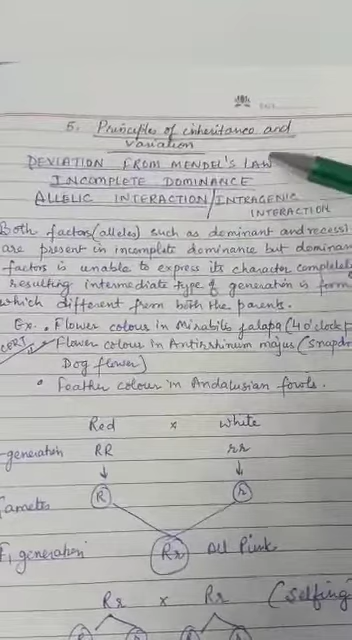 5. Principles of inheritance and
variation
DEVIATION FROM MENDEL'S LAW
INCOMPLETE DOMINANCE
ALLELIC INTERACTION/INTRAGENIC
INTERACTION
Both factors (alleles) such as dominant and recessi
are present in incomplete dominance but dominan
factors is unable to express its character completely
resulting intermediate type of generation is form
which different from both the parents.
Ex. • Flower colour in Mirabilis jalapa (4 o'clock p
CERT • Flower colour in Antirrhinum majus (snapdr
Dog flower)
• Feather colour in Andalusian fowls.
Red x white
generation RR rr
Gametes R r
F1 generation Rr All Pink
Rr x Rr (selfing